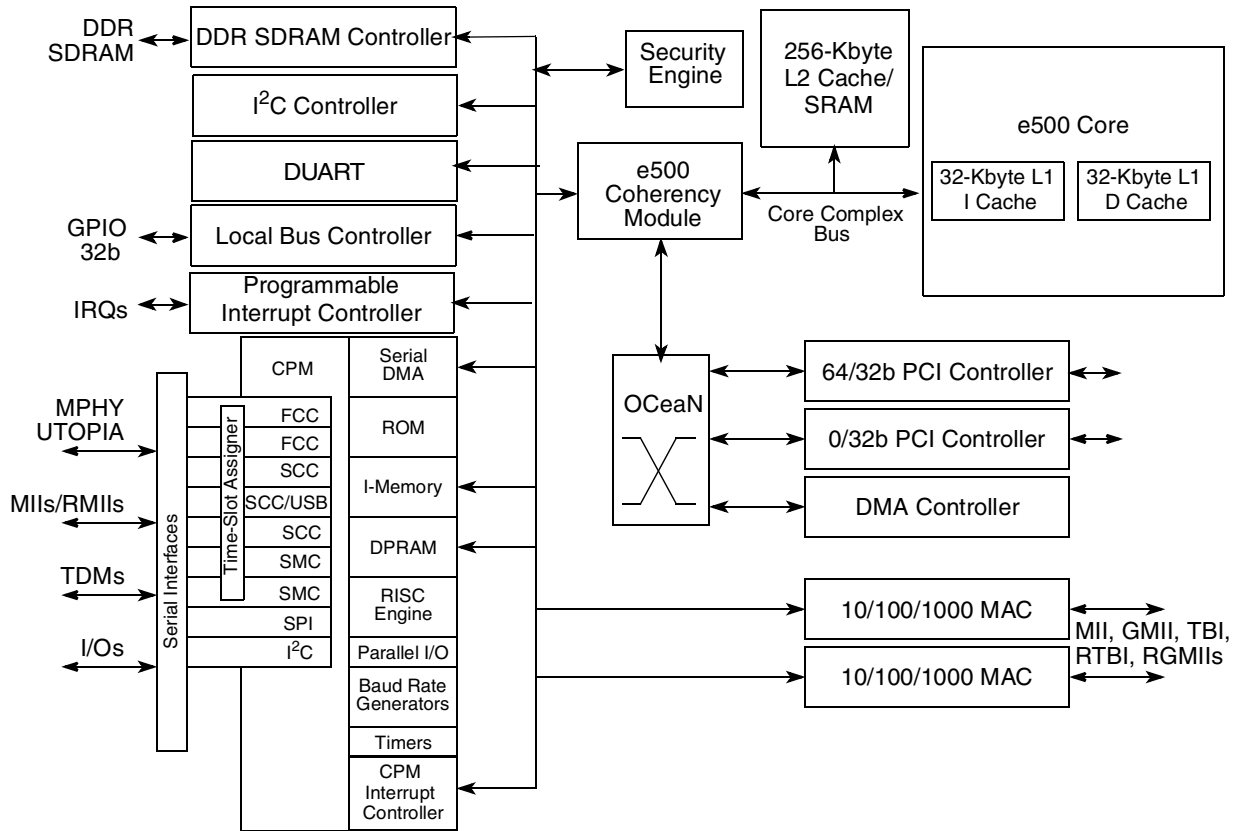 DDR
SDRAM
DDR SDRAM Controller
I²C Controller
DUART
GPIO
32b
Local Bus Controller
IRQs
Programmable
Interrupt Controller
Security
Engine
256-Kbyte
L2 Cache/
SRAM
e500 Core
32-Kbyte L1
I Cache
32-Kbyte L1
D Cache
e500
Coherency
Module
Core Complex
Bus
MPHY
UTOPIA
MIIs/RMIIs
TDMs
I/Os
Serial Interfaces
Time-Slot Assigner
CPM
FCC
FCC
SCC
SCC/USB
SCC
SMC
SMC
SPI
I²C
Serial
DMA
ROM
I-Memory
DPRAM
RISC
Engine
Parallel I/O
Baud Rate
Generators
Timers
CPM
Interrupt
Controller
OCeaN
64/32b PCI Controller
0/32b PCI Controller
DMA Controller
10/100/1000 MAC
10/100/1000 MAC
MII, GMII, TBI,
RTBI, RGMIIs